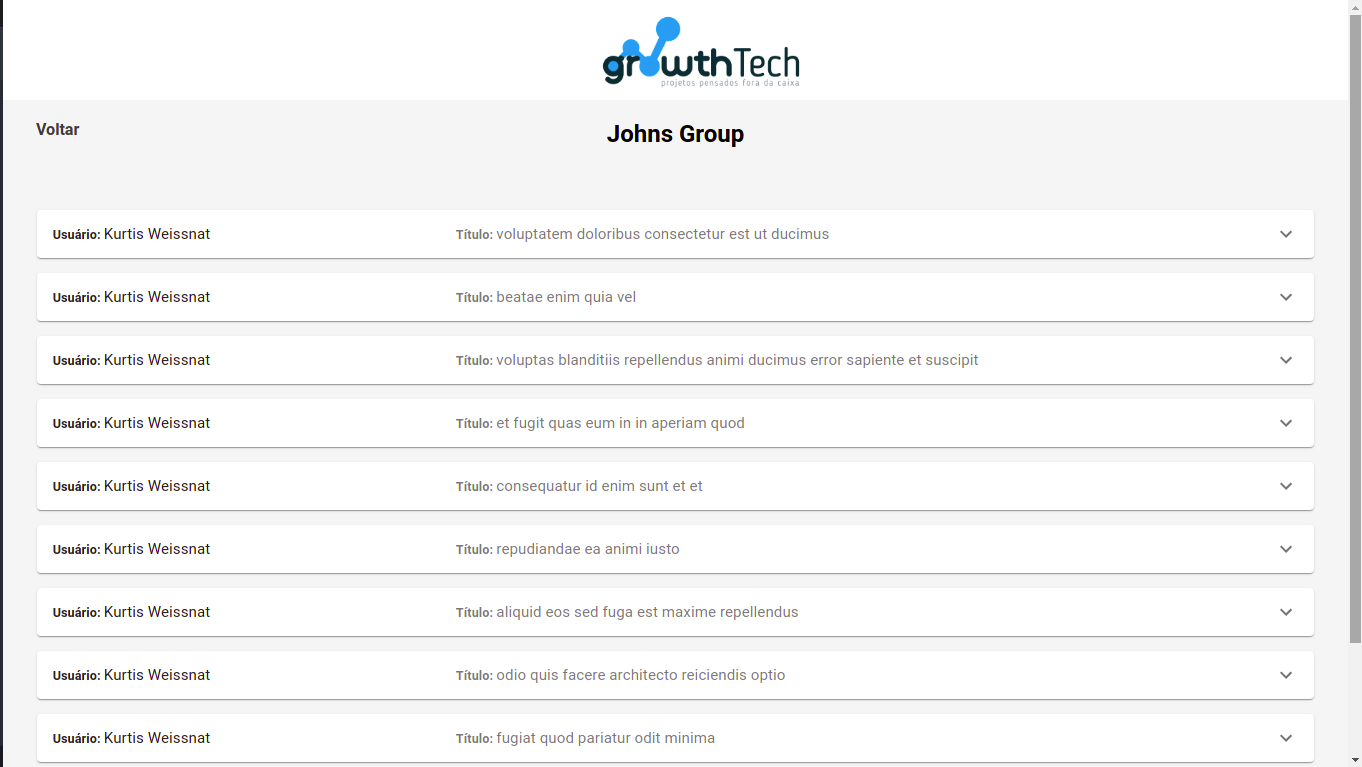 growthTech
projetos pensados fora da caixa
Voltar
Johns Group
Usuário: Kurtis Weissnat Título: voluptatem doloribus consectetur est ut ducimus
Usuário: Kurtis Weissnat Título: beatae enim quia vel
Usuário: Kurtis Weissnat Título: voluptas blanditiis repellendus animi ducimus error sapiente et suscipit
Usuário: Kurtis Weissnat Título: et fugit quas eum in in aperiam quod
Usuário: Kurtis Weissnat Título: consequatur id enim sunt et et
Usuário: Kurtis Weissnat Título: repudiandae ea animi iusto
Usuário: Kurtis Weissnat Título: aliquid eos sed fuga est maxime repellendus
Usuário: Kurtis Weissnat Título: odio quis facere architecto reiciendis optio
Usuário: Kurtis Weissnat Título: fugiat quod pariatur odit minima